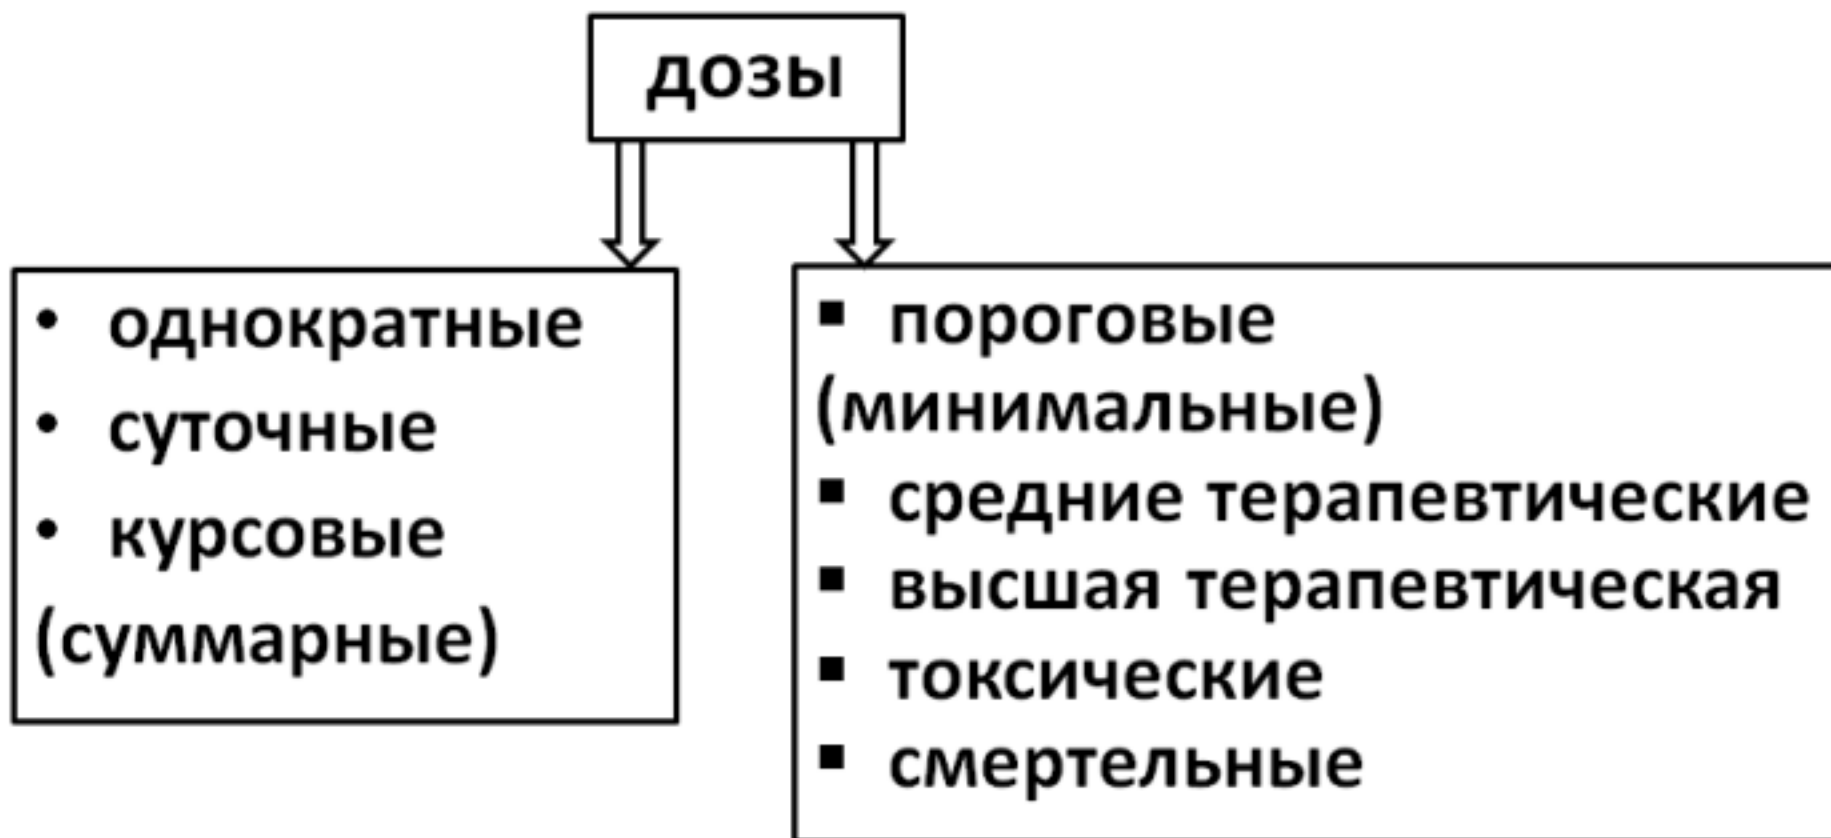 дозы
• однократные
• суточные
• курсовые
(суммарные)
▪ пороговые
(минимальные)
▪ средние терапевтические
▪ высшая терапевтическая
▪ токсические
▪ смертельные